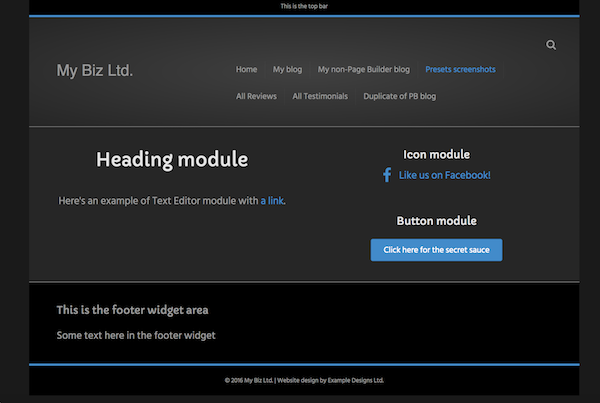 This is the top bar
My Biz Ltd.
Home My blog My non-Page Builder blog Presets screenshots
All Reviews All Testimonials Duplicate of PB blog
Heading module
Here's an example of Text Editor module with a link.
Icon module
Like us on Facebook!
Button module
Click here for the secret sauce
This is the footer widget area
Some text here in the footer widget
© 2016 My Biz Ltd. | Website design by Example Designs Ltd.